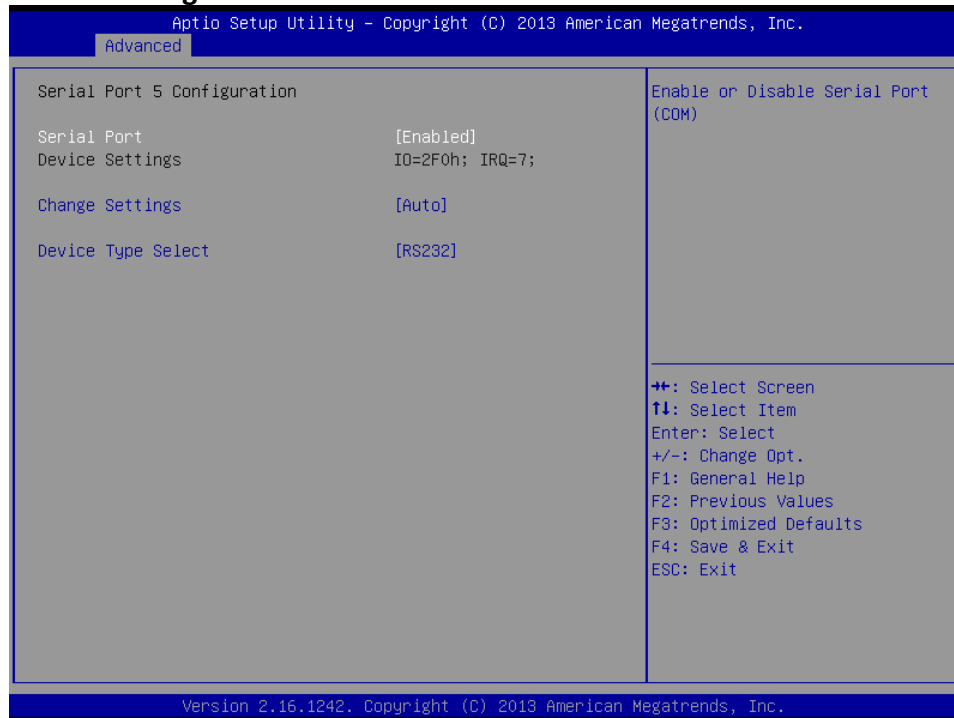 Aptio Setup Utility – Copyright (C) 2013 American Megatrends, Inc.
Advanced
Serial Port 5 Configuration
Serial Port [Enabled]
Device Settings IO=2F0h; IRQ=7;
Change Settings [Auto]
Device Type Select [RS232]
Enable or Disable Serial Port
(COM)
→←: Select Screen
↑↓: Select Item
Enter: Select
+/-: Change Opt.
F1: General Help
F2: Previous Values
F3: Optimized Defaults
F4: Save & Exit
ESC: Exit
Version 2.16.1242. Copyright (C) 2013 American Megatrends, Inc.